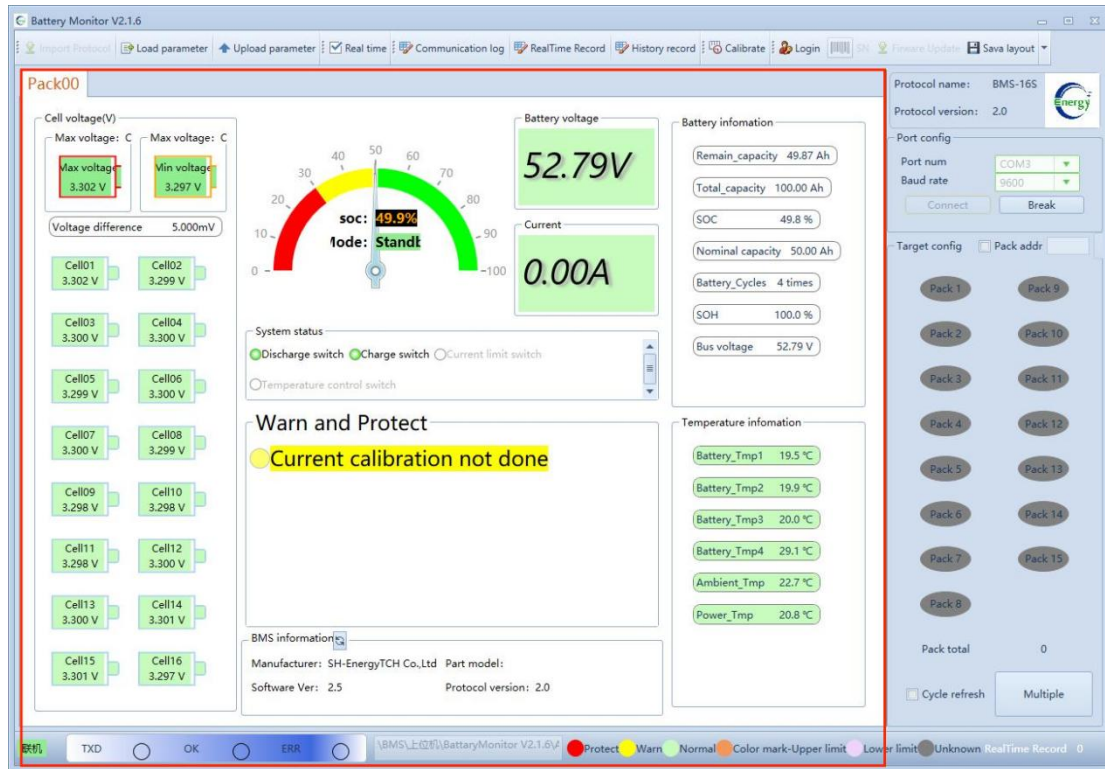 Battery Monitor V2.1.6
Import Protocol Load parameter Upload parameter Real time Communication log RealTime Record History record Calibrate Login SN Fireware Update Sava layout
Pack00
Cell voltage(V)
Max voltage: C Max voltage: C
Max voltage Min voltage
3.302 V 3.297 V
Voltage difference 5.000mV
Cell01 Cell02
3.302 V 3.299 V
Cell03 Cell04
3.300 V 3.300 V
Cell05 Cell06
3.299 V 3.300 V
Cell07 Cell08
3.300 V 3.299 V
Cell09 Cell10
3.298 V 3.298 V
Cell11 Cell12
3.298 V 3.300 V
Cell13 Cell14
3.300 V 3.301 V
Cell15 Cell16
3.301 V 3.297 V
0 10 20 30 40 50 60 70 80 90 100
soc: 49.9%
Mode: Standb
Battery voltage
52.79V
Current
0.00A
System status
Discharge switch Charge switch Current limit switch
Temperature control switch
Warn and Protect
Current calibration not done
BMS information
Manufacturer: SH-EnergyTCH Co.,Ltd Part model:
Software Ver: 2.5 Protocol version: 2.0
Battery infomation
Remain_capacity 49.87 Ah
Total_capacity 100.00 Ah
SOC 49.8 %
Nominal capacity 50.00 Ah
Battery_Cycles 4 times
SOH 100.0 %
Bus voltage 52.79 V
Temperature infomation
Battery_Tmp1 19.5 ℃
Battery_Tmp2 19.9 ℃
Battery_Tmp3 20.0 ℃
Battery_Tmp4 29.1 ℃
Ambient_Tmp 22.7 ℃
Power_Tmp 20.8 ℃
Protocol name: BMS-16S
Protocol version: 2.0
Energy
Port config
Port num COM3
Baud rate 9600
Connect Break
Target config Pack addr
Pack 1 Pack 9
Pack 2 Pack 10
Pack 3 Pack 11
Pack 4 Pack 12
Pack 5 Pack 13
Pack 6 Pack 14
Pack 7 Pack 15
Pack 8
Pack total 0
Cycle refresh Multiple
联机 TXD OK ERR \BMS\上位机\BattaryMonitor V2.1.6\ Protect Warn Normal Color mark-Upper limit Lower limit Unknown RealTime Record 0